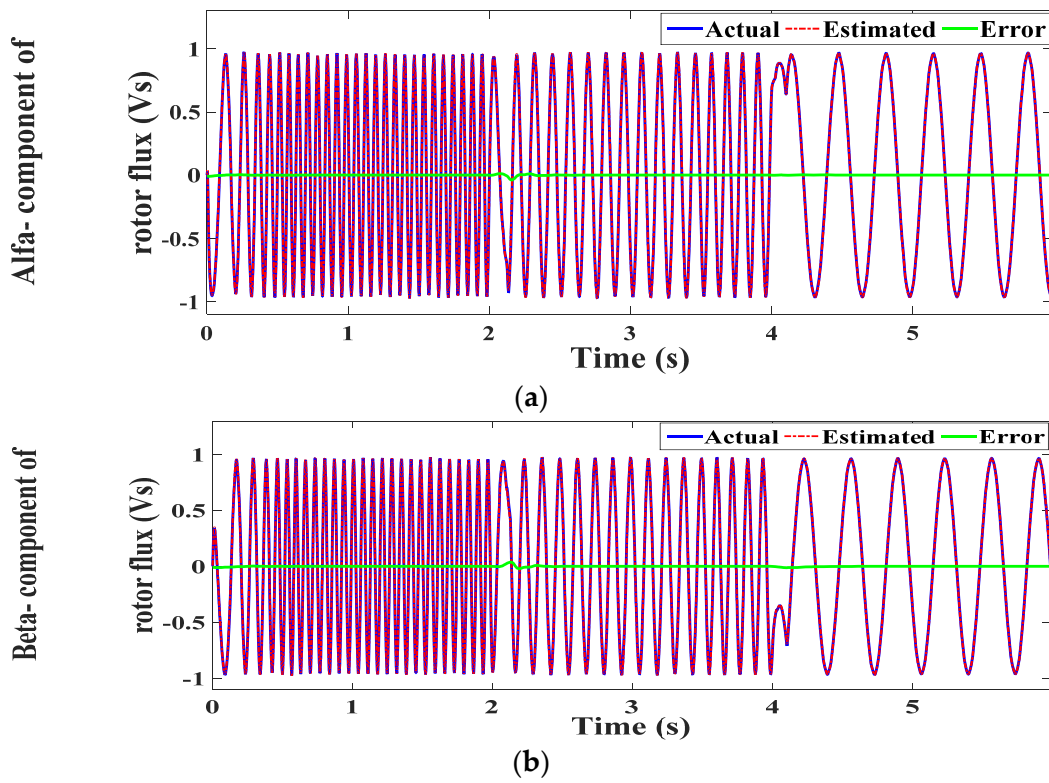 Alfa- component of
rotor flux (Vs)
Actual Estimated Error
1
0.5
0
-0.5
-1
0 1 2 3 4 5
Time (s)
(a)
Beta- component of
rotor flux (Vs)
Actual Estimated Error
1
0.5
0
-0.5
-1
0 1 2 3 4 5
Time (s)
(b)